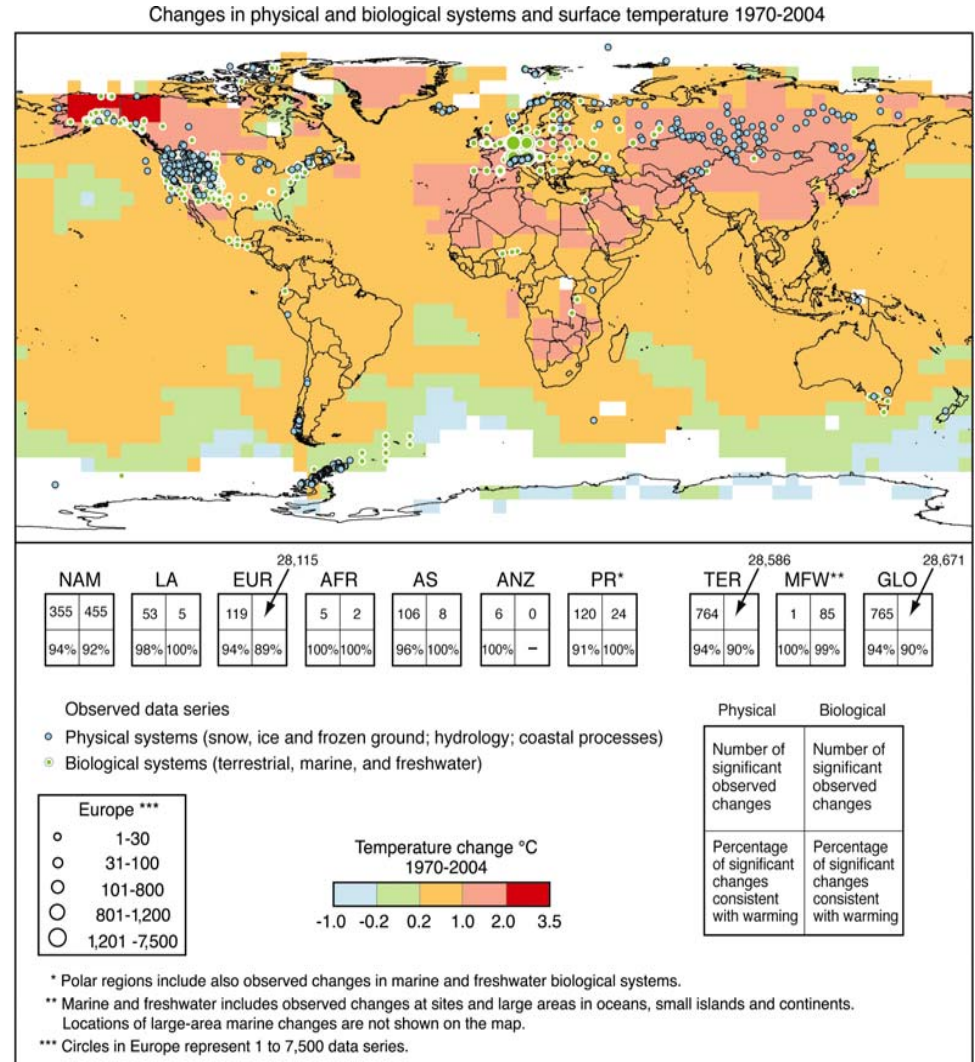 Changes in physical and biological systems and surface temperature 1970-2004
28,115
28,586
28,671
NAM LA EUR AFR AS ANZ PR* TER MFW** GLO
355 455 53 5 119 5 2 106 8 6 0 120 24 764 1 85 765
94% 92% 98% 100% 94% 89% 100% 100% 96% 100% 100% – 91% 100% 94% 90% 100% 99% 94% 90%
Observed data series
Physical systems (snow, ice and frozen ground; hydrology; coastal processes)
Biological systems (terrestrial, marine, and freshwater)
Europe ***
1-30
31-100
101-800
801-1,200
1,201 -7,500
Temperature change °C
1970-2004
-1.0 -0.2 0.2 1.0 2.0 3.5
Physical Biological
Number of
significant
observed
changes
Number of
significant
observed
changes
Percentage
of significant
changes
consistent
with warming
Percentage
of significant
changes
consistent
with warming
* Polar regions include also observed changes in marine and freshwater biological systems.
** Marine and freshwater includes observed changes at sites and large areas in oceans, small islands and continents.
Locations of large-area marine changes are not shown on the map.
*** Circles in Europe represent 1 to 7,500 data series.